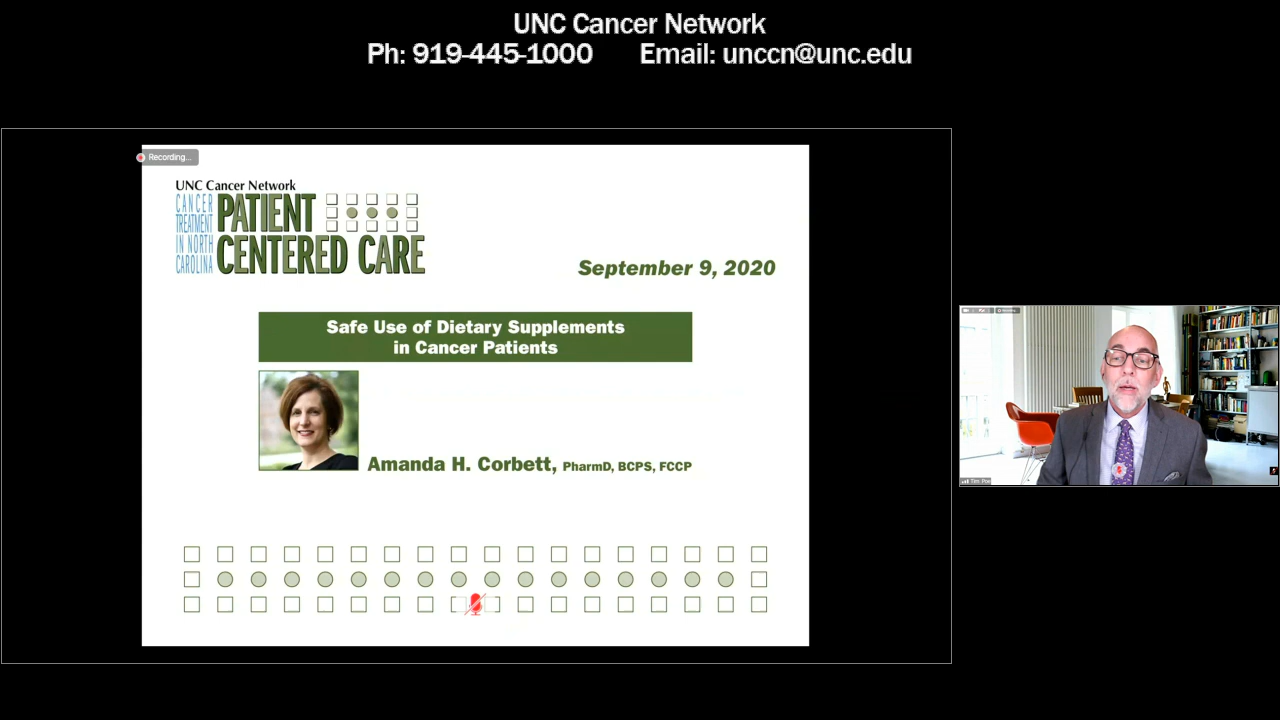 UNC Cancer Network
Ph: 919-445-1000 Email: unccn@unc.edu
Recording...
UNC Cancer Network
CANCER
TREATMENT
IN NORTH
CAROLINA
PATIENT
CENTERED CARE
September 9, 2020
Safe Use of Dietary Supplements
in Cancer Patients
Amanda H. Corbett, PharmD, BCPS, FCCP
Tim Poe